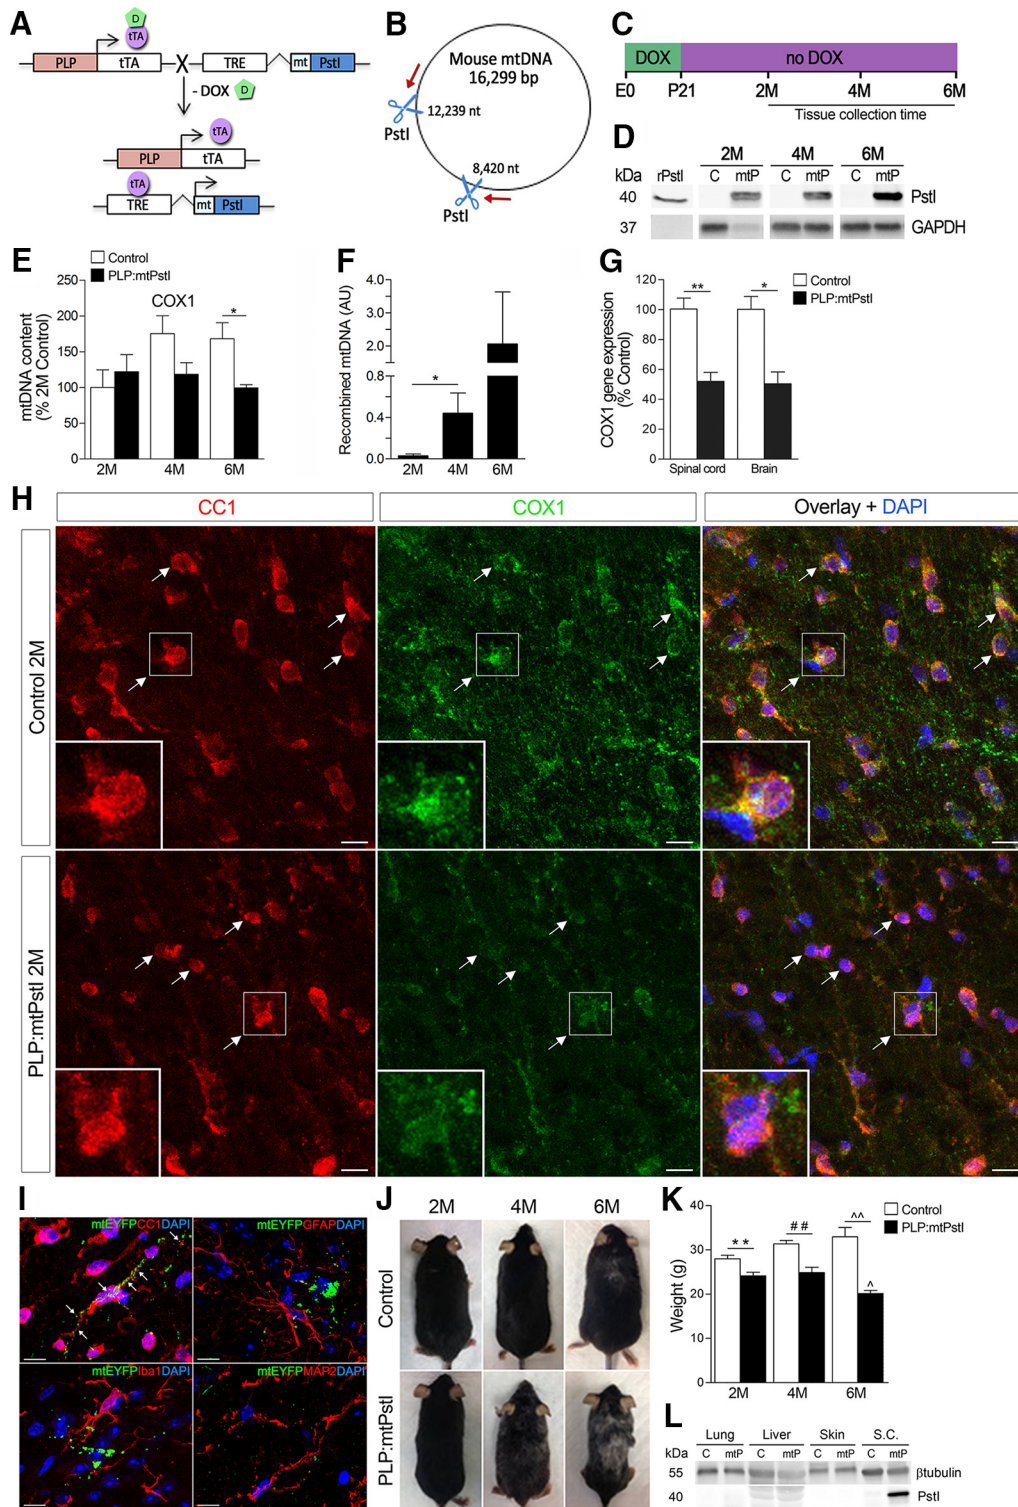 A
D
tTA
PLP
tTA
X
TRE
mt
PstI
- DOX
D
tTA
PLP
tTA
tTA
TRE
mt
PstI
B
Mouse mtDNA
16,299 bp
12,239 nt
PstI
8,420 nt
PstI
C
DOX
no DOX
E0
P21
2M
4M
6M
Tissue collection time
D
2M
4M
6M
kDa
rPstI
C
mtP
C
mtP
C
mtP
40
PstI
37
GAPDH
E
Control
PLP:mtPstI
COX1
mtDNA content
(% 2M Control)
250
200
150
100
50
0
*
2M
4M
6M
F
Recombined mtDNA (AU)
4.0
3.0
2.0
1.0
0.8
0.4
0.0
*
2M
4M
6M
G
Control
PLP:mtPstI
COX1 gene expression
(% Control)
120
100
80
60
40
20
0
**
*
Spinal cord
Brain
H
CC1
COX1
Overlay + DAPI
Control 2M
PLP:mtPstI 2M
I
mtEYFPCC1DAPI
mtEYFPGFAPDAPI
mtEYFPIba1DAPI
mtEYFPMAP2DAPI
J
2M
4M
6M
Control
PLP:mtPstI
K
Control
PLP:mtPstI
Weight (g)
40
30
20
10
0
**
##
^^
^
2M
4M
6M
L
Lung
Liver
Skin
S.C.
kDa
C
mtP
C
mtP
C
mtP
C
mtP
55
βtubulin
40
PstI